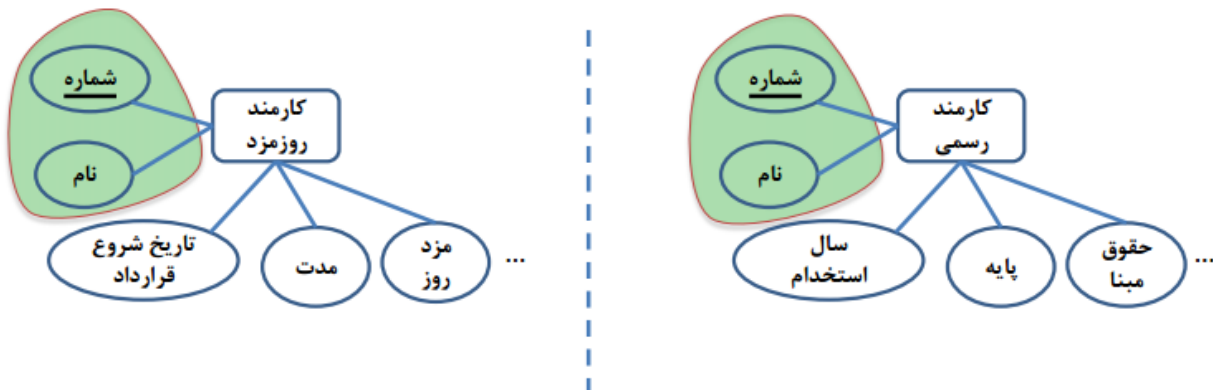 شماره
کارمند
رسمی
نام
سال
استخدام
پایه
حقوق
مبنا
...
شماره
کارمند
روزمزد
نام
تاریخ شروع
قرارداد
مدت
مزد
روز
...